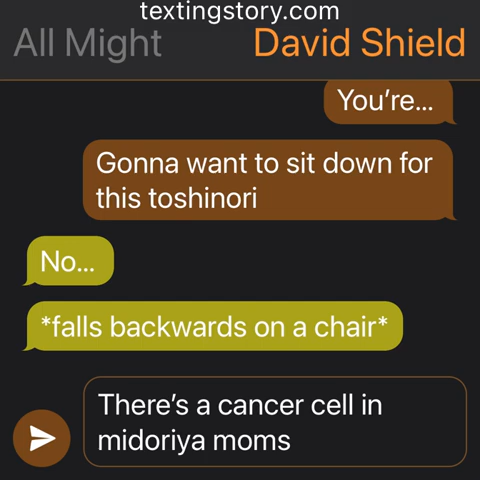 textingstory.com
All Might
David Shield
You’re...
Gonna want to sit down for
this toshinori
No...
*falls backwards on a chair*
There’s a cancer cell in
midoriya moms